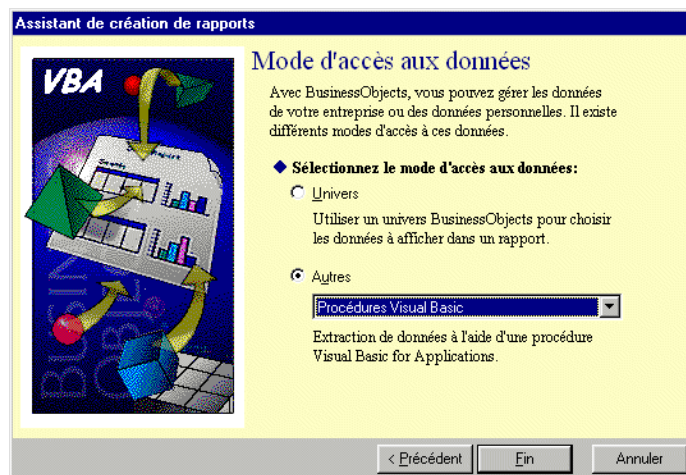 Assistant de création de rapports
VBA
Mode d'accès aux données
Avec BusinessObjects, vous pouvez gérer les données
de votre entreprise ou des données personnelles. Il existe
différents modes d'accès à ces données.
Sélectionnez le mode d'accès aux données:
Univers
Utiliser un univers BusinessObjects pour choisir
les données à afficher dans un rapport.
Autres
Procédures Visual Basic
Extraction de données à l'aide d'une procédure
Visual Basic for Applications.
< Précédent
Fin
Annuler